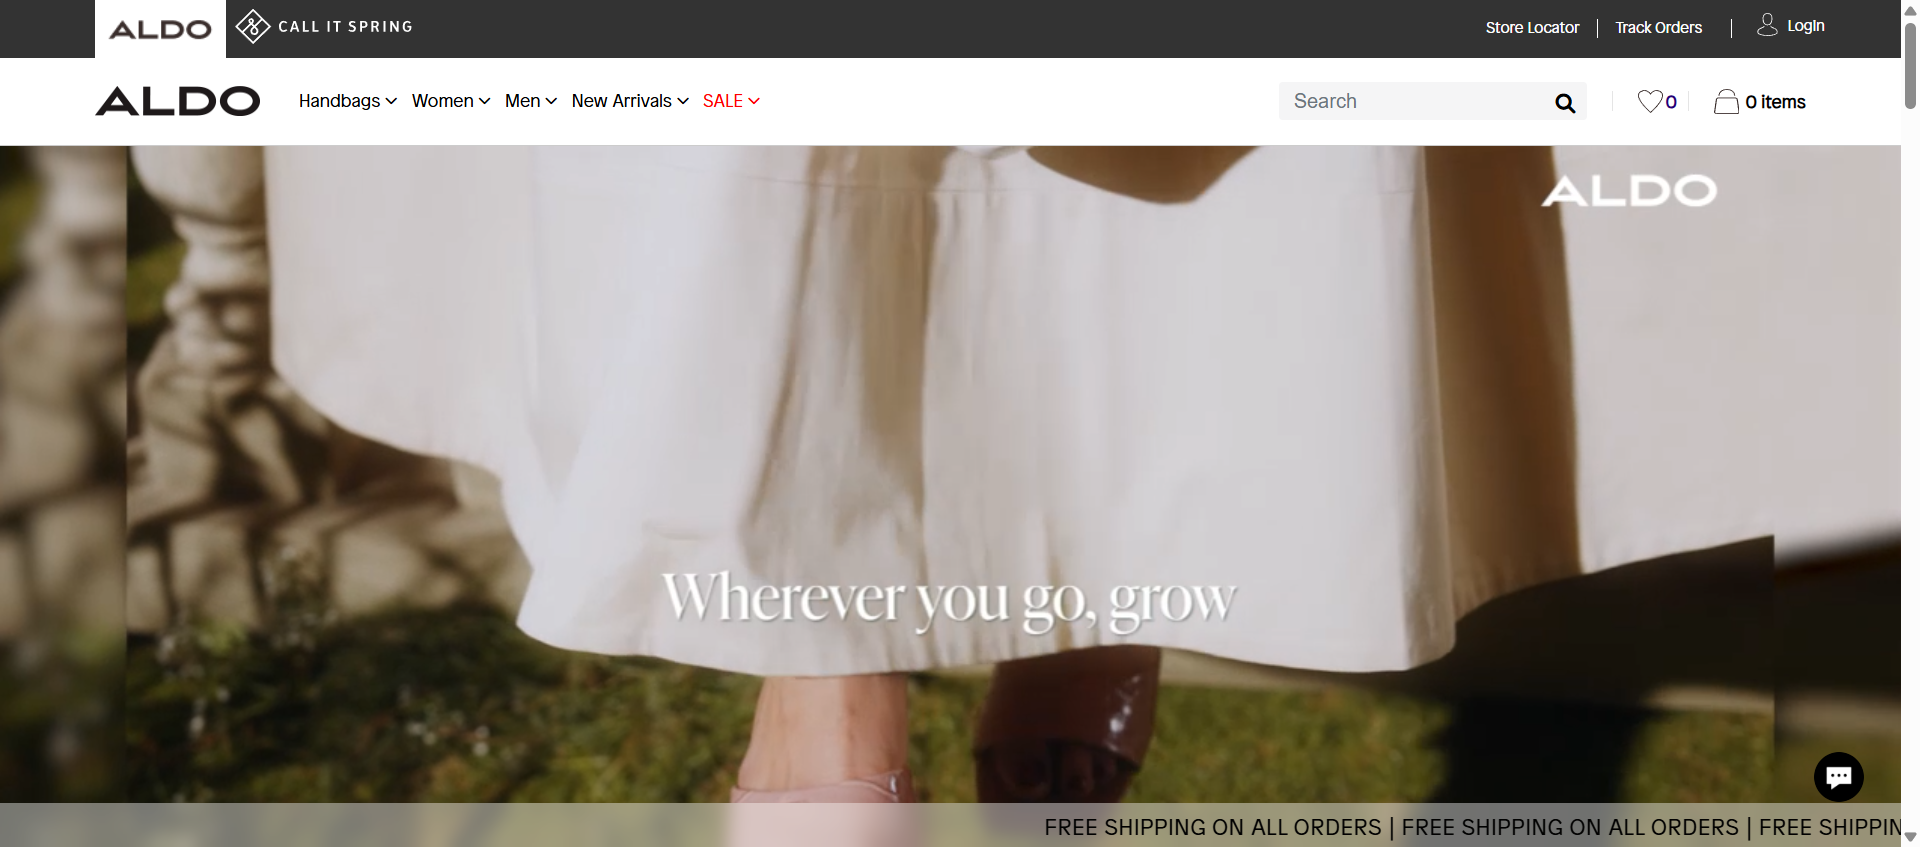 ALDO
CALL IT SPRING
Store Locator
Track Orders
Login
ALDO
Handbags
Women
Men
New Arrivals
SALE
Search
0
0 items
ALDO
Wherever you go, grow
FREE SHIPPING ON ALL ORDERS | FREE SHIPPING ON ALL ORDERS | FREE SHIPPIN